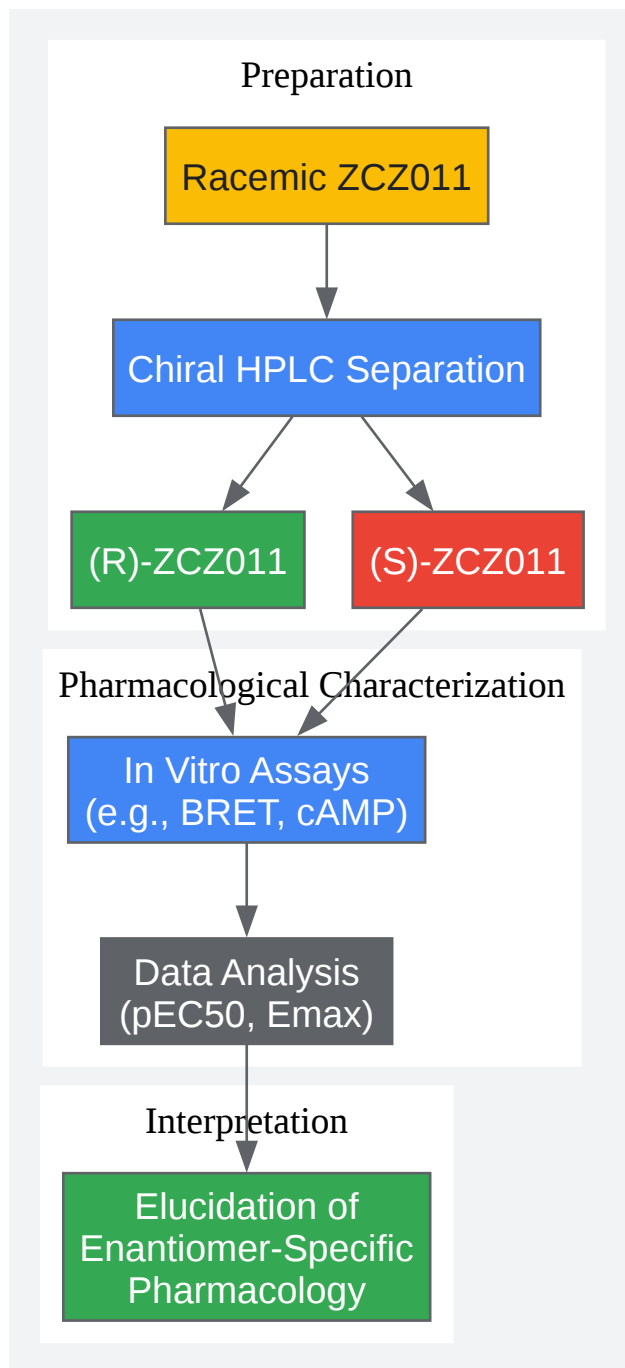 Preparation
Racemic ZCZ011
Chiral HPLC Separation
(R)-ZCZ011
(S)-ZCZ011
Pharmacological Characterization
In Vitro Assays
(e.g., BRET, cAMP)
Data Analysis
(pEC50, Emax)
Interpretation
Elucidation of
Enantiomer-Specific
Pharmacology